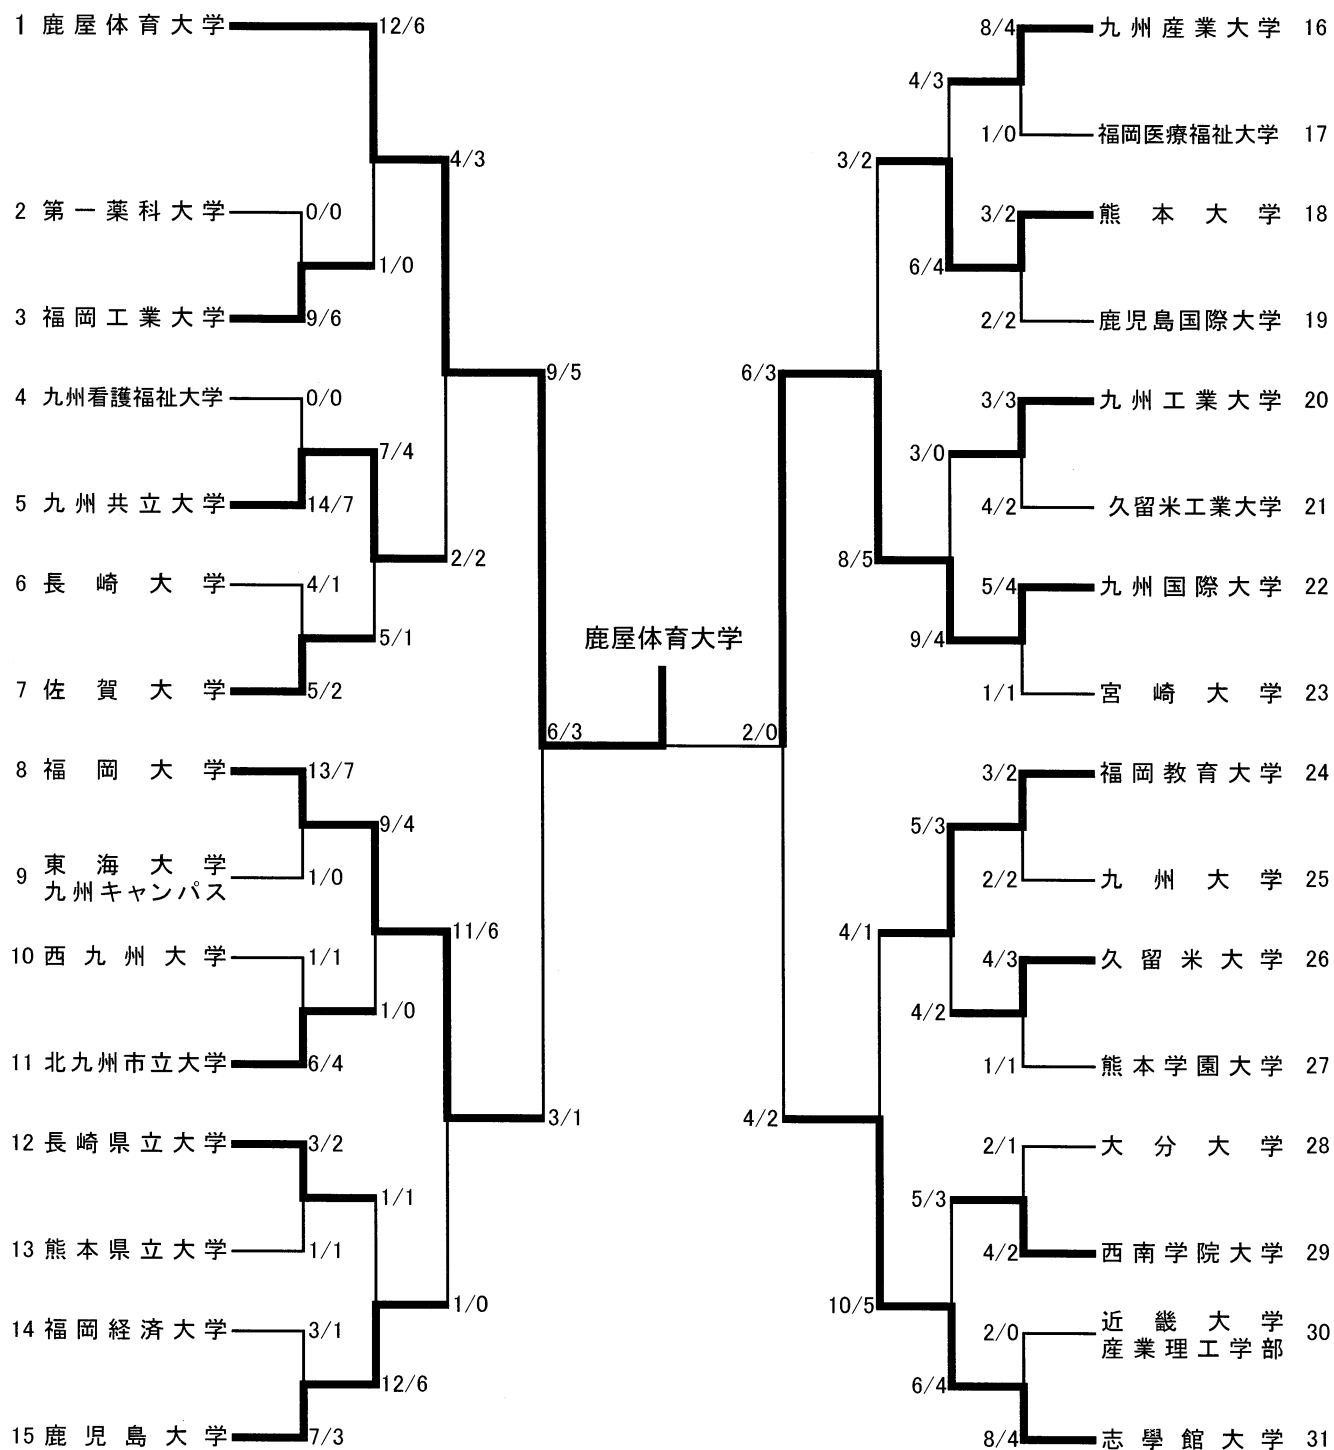 1 鹿屋体育大学 12/6
4/3
2 第一薬科大学 0/0
1/0
3 福岡工業大学 9/6
9/5
4 九州看護福祉大学 0/0
7/4
5 九州共立大学 14/7
2/2
6 長崎大学 4/1
5/1
7 佐賀大学 5/2
鹿屋体育大学
6/3
2/0
8 福岡大学 13/7
9/4
9 東海大学
九州キャンパス 1/0
11/6
10 西九州大学 1/1
1/0
11 北九州市立大学 6/4
3/1
12 長崎県立大学 3/2
1/1
13 熊本県立大学 1/1
1/0
14 福岡経済大学 3/1
12/6
15 鹿児島大学 7/3
8/4 九州産業大学 16
4/3
1/0 福岡医療福祉大学 17
3/2
3/2 熊本大学 18
6/4
2/2 鹿児島国際大学 19
6/3
3/3 九州工業大学 20
3/0
4/2 久留米工業大学 21
8/5
5/4 九州国際大学 22
9/4
1/1 宮崎大学 23
3/2 福岡教育大学 24
5/3
2/2 九州大学 25
4/1
4/3 久留米大学 26
4/2
1/1 熊本学園大学 27
4/2
2/1 大分大学 28
5/3
4/2 西南学院大学 29
10/5
2/0 近畿大学
産業理工学部 30
6/4
8/4 志學館大学 31